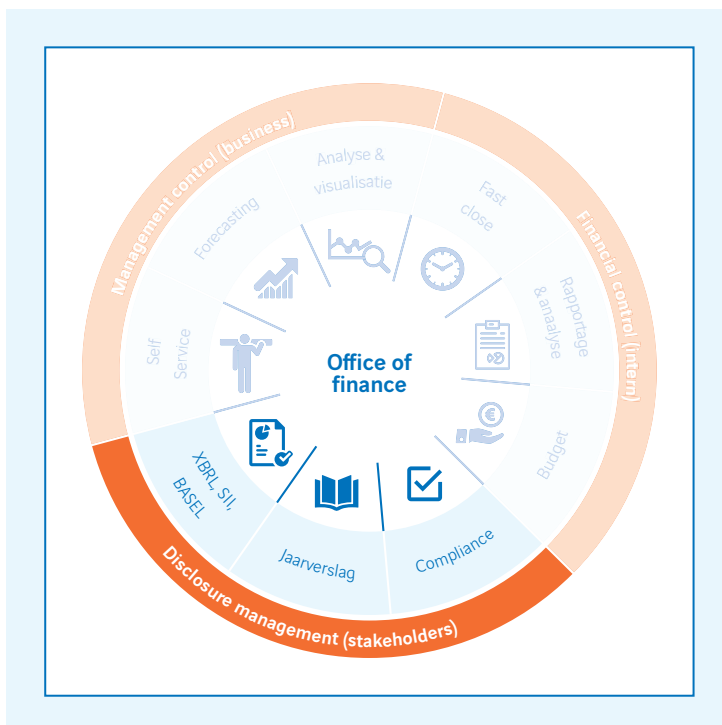 Management control (business)
Financial control (intern)
Disclosure management (stakeholders)
Analyse &
visualisatie
Fast
close
Rapportage
& anaalyse
Budget
Compliance
Jaarverslag
XBRL, SII,
BASEL
Self
Service
Forecasting
Office of
finance
€